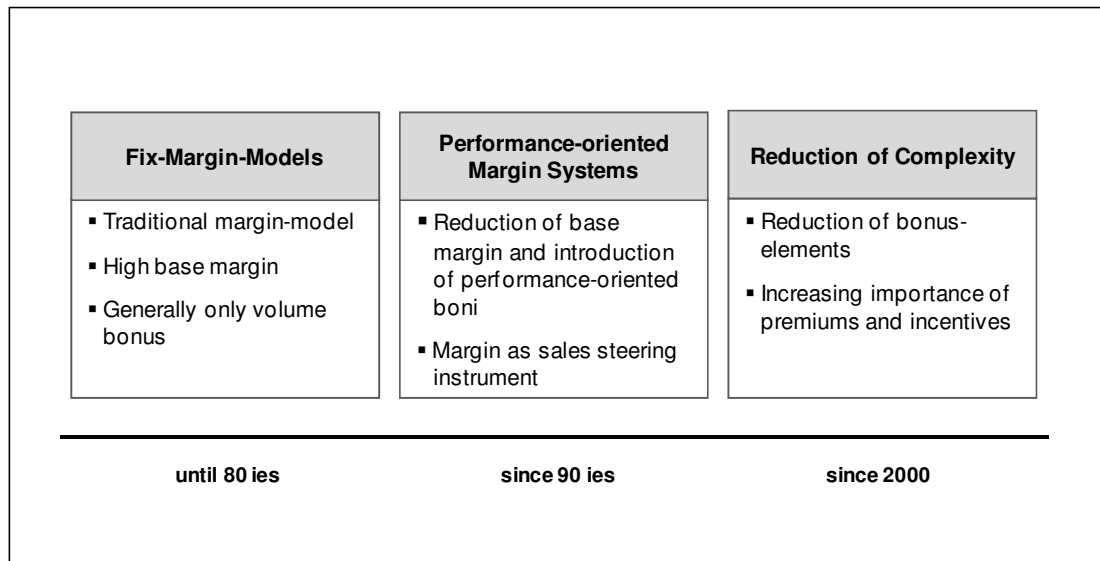 Fix-Margin-Models
▪ Traditional margin-model
▪ High base margin
▪ Generally only volume
bonus
Performance-oriented
Margin Systems
▪ Reduction of base
margin and introduction
of performance-oriented
boni
▪ Margin as sales steering
instrument
Reduction of Complexity
▪ Reduction of bonus-
elements
▪ Increasing importance of
premiums and incentives
until 80 ies
since 90 ies
since 2000